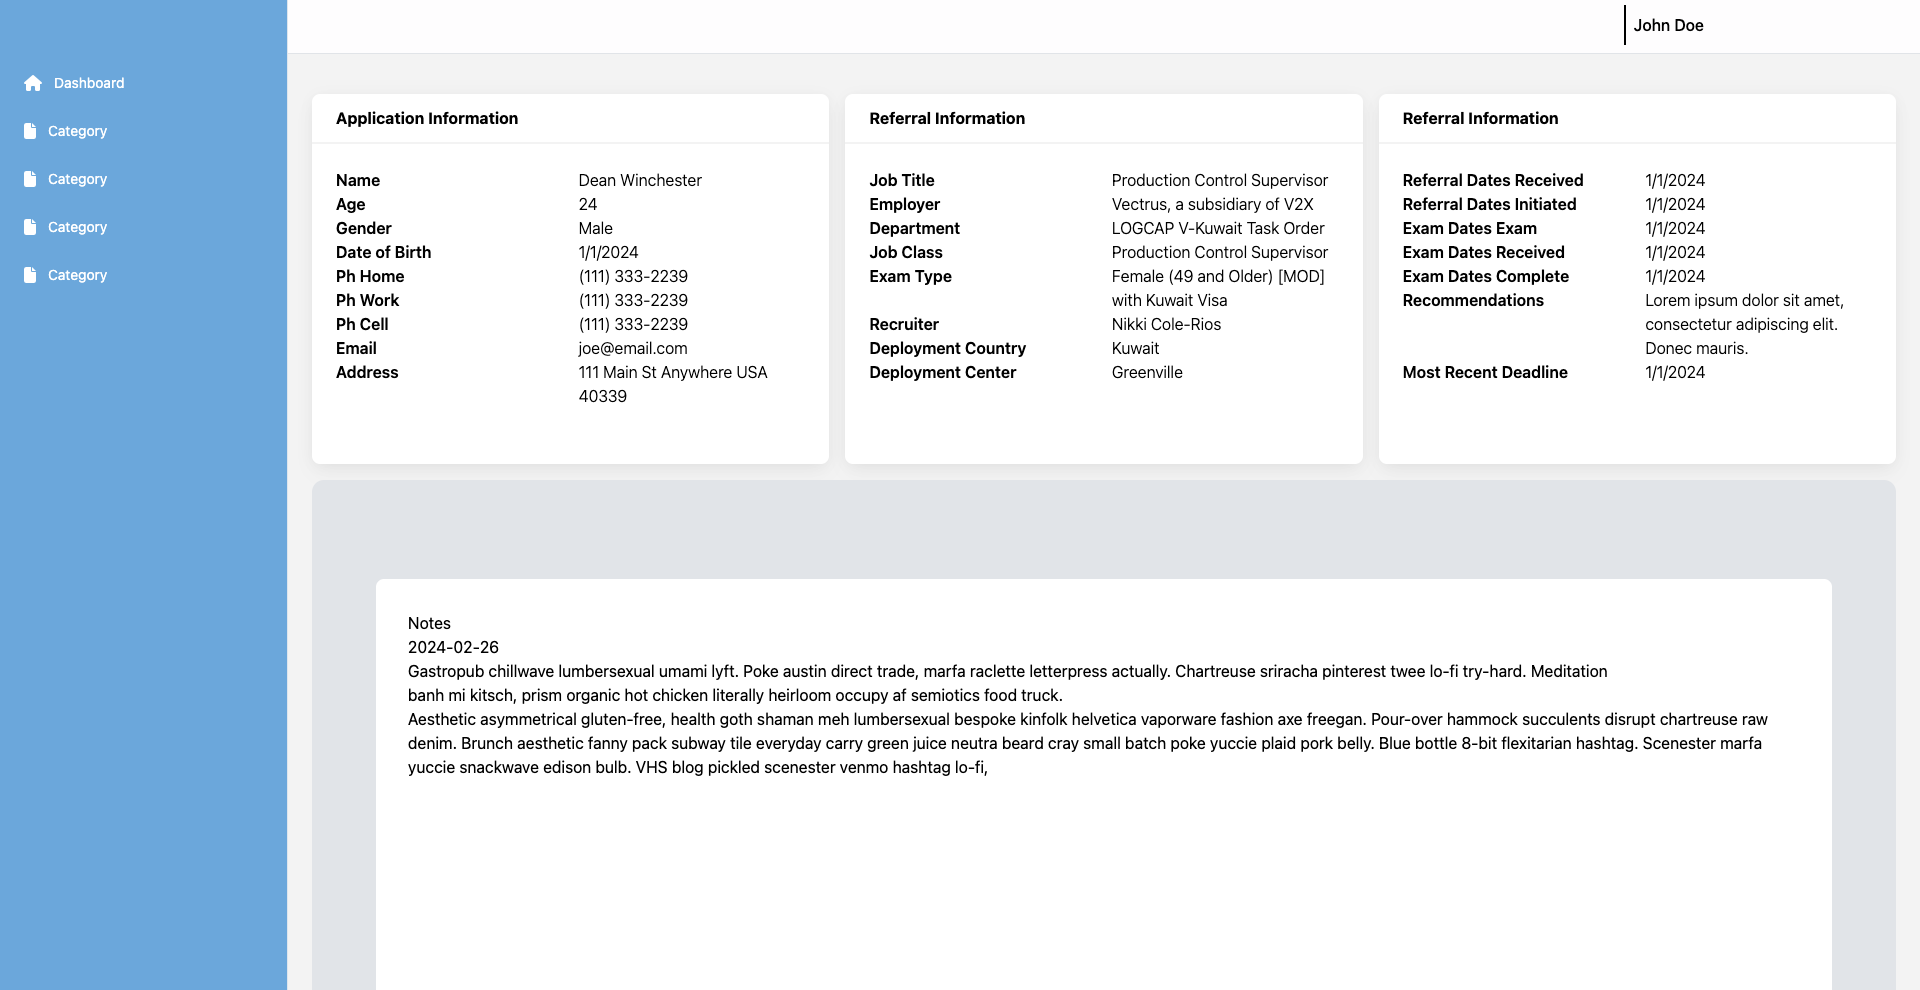 John Doe
Dashboard
Category
Category
Category
Category
Application Information
Name Dean Winchester
Age 24
Gender Male
Date of Birth 1/1/2024
Ph Home (111) 333-2239
Ph Work (111) 333-2239
Ph Cell (111) 333-2239
Email joe@email.com
Address 111 Main St Anywhere USA
40339
Referral Information
Job Title Production Control Supervisor
Employer Vectrus, a subsidiary of V2X
Department LOGCAP V-Kuwait Task Order
Job Class Production Control Supervisor
Exam Type Female (49 and Older) [MOD]
with Kuwait Visa
Recruiter Nikki Cole-Rios
Deployment Country Kuwait
Deployment Center Greenville
Referral Information
Referral Dates Received 1/1/2024
Referral Dates Initiated 1/1/2024
Exam Dates Exam 1/1/2024
Exam Dates Received 1/1/2024
Exam Dates Complete 1/1/2024
Recommendations Lorem ipsum dolor sit amet,
consectetur adipiscing elit.
Donec mauris.
Most Recent Deadline 1/1/2024
Notes
2024-02-26
Gastropub chillwave lumbersexual umami lyft. Poke austin direct trade, marfa raclette letterpress actually. Chartreuse sriracha pinterest twee lo-fi try-hard. Meditation
banh mi kitsch, prism organic hot chicken literally heirloom occupy af semiotics food truck.
Aesthetic asymmetrical gluten-free, health goth shaman meh lumbersexual bespoke kinfolk helvetica vaporware fashion axe freegan. Pour-over hammock succulents disrupt chartreuse raw
denim. Brunch aesthetic fanny pack subway tile everyday carry green juice neutra beard cray small batch poke yuccie plaid pork belly. Blue bottle 8-bit flexitarian hashtag. Scenester marfa
yuccie snackwave edison bulb. VHS blog pickled scenester venmo hashtag lo-fi,